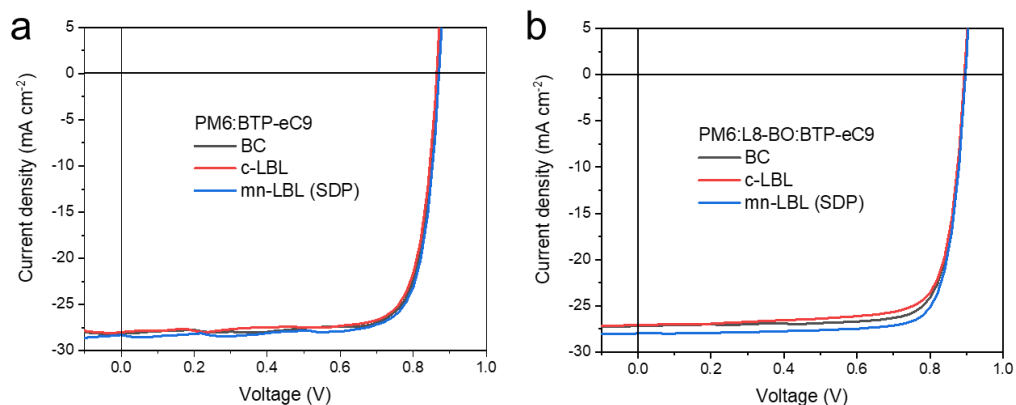 a
5
0
-5
-10
-15
-20
-25
-30
0.0 0.2 0.4 0.6 0.8 1.0
Current density (mA cm-2)
Voltage (V)
PM6:BTP-eC9
BC
c-LBL
mn-LBL (SDP)
b
5
0
-5
-10
-15
-20
-25
-30
0.0 0.2 0.4 0.6 0.8 1.0
Current density (mA cm-2)
Voltage (V)
PM6:L8-BO:BTP-eC9
BC
c-LBL
mn-LBL (SDP)